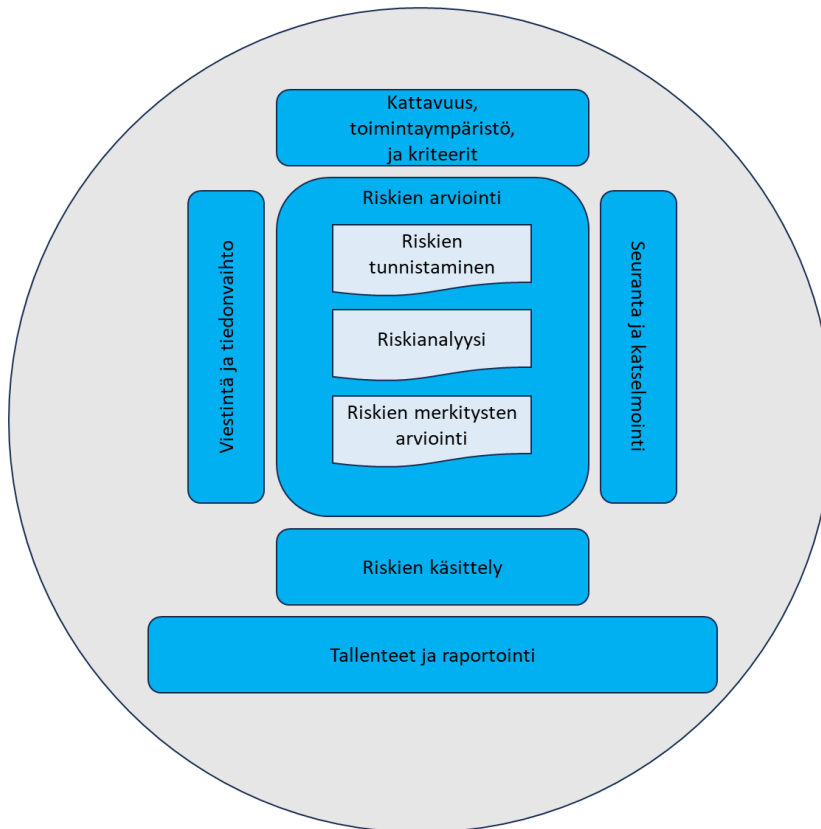 Kattavuus,
toimintaympäristö,
ja kriteerit
Riskien arviointi
Riskien
tunnistaminen
Riskianalyysi
Riskien merkitysten
arviointi
Viestintä ja tiedonvaihto
Seuranta ja katselmointi
Riskien käsittely
Tallenteet ja raportointi